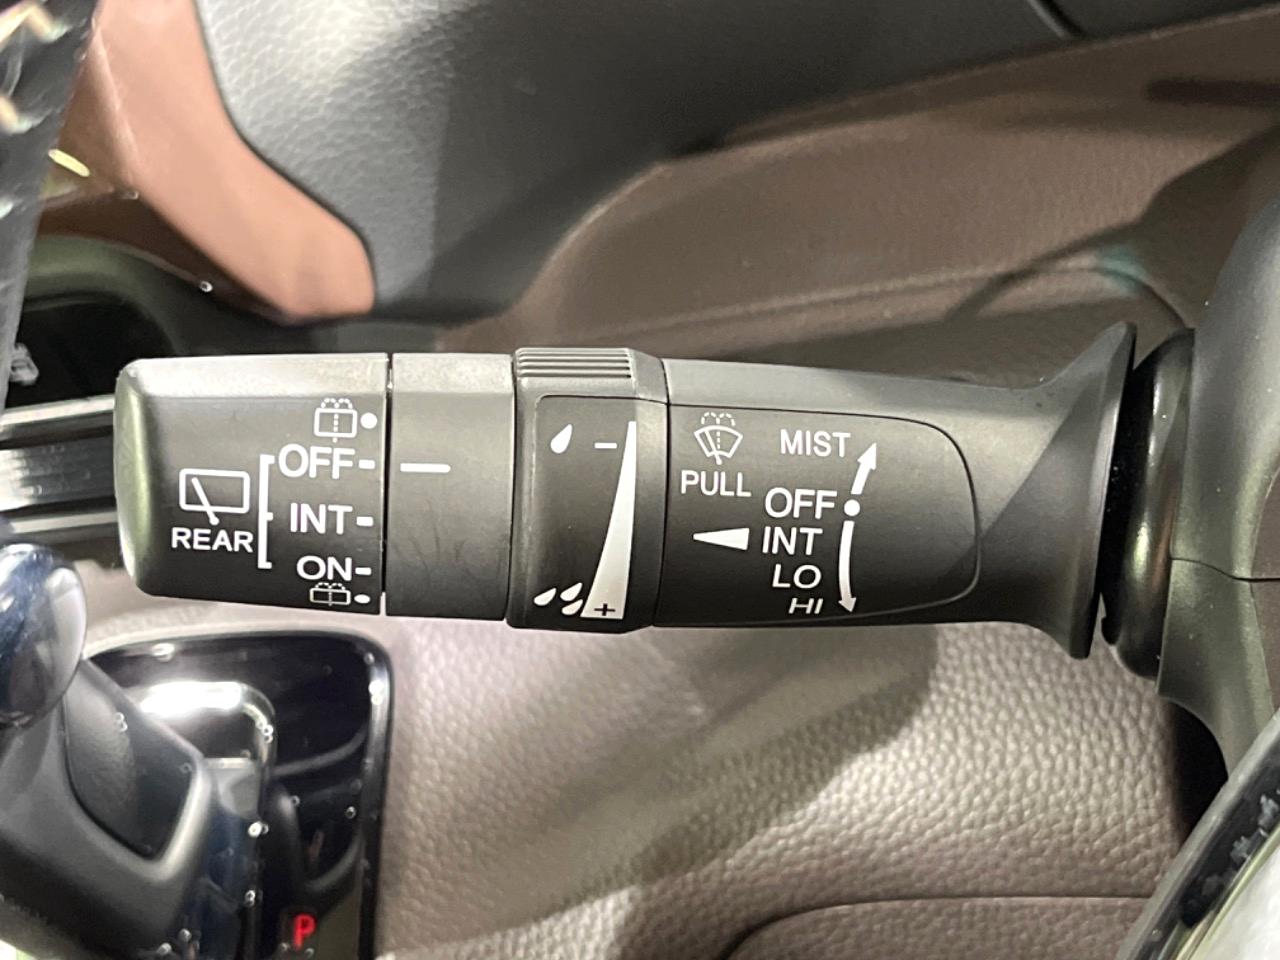 OFF
INT
ON
REAR
−
+
PULL
MIST
OFF
INT
LO
HI
P